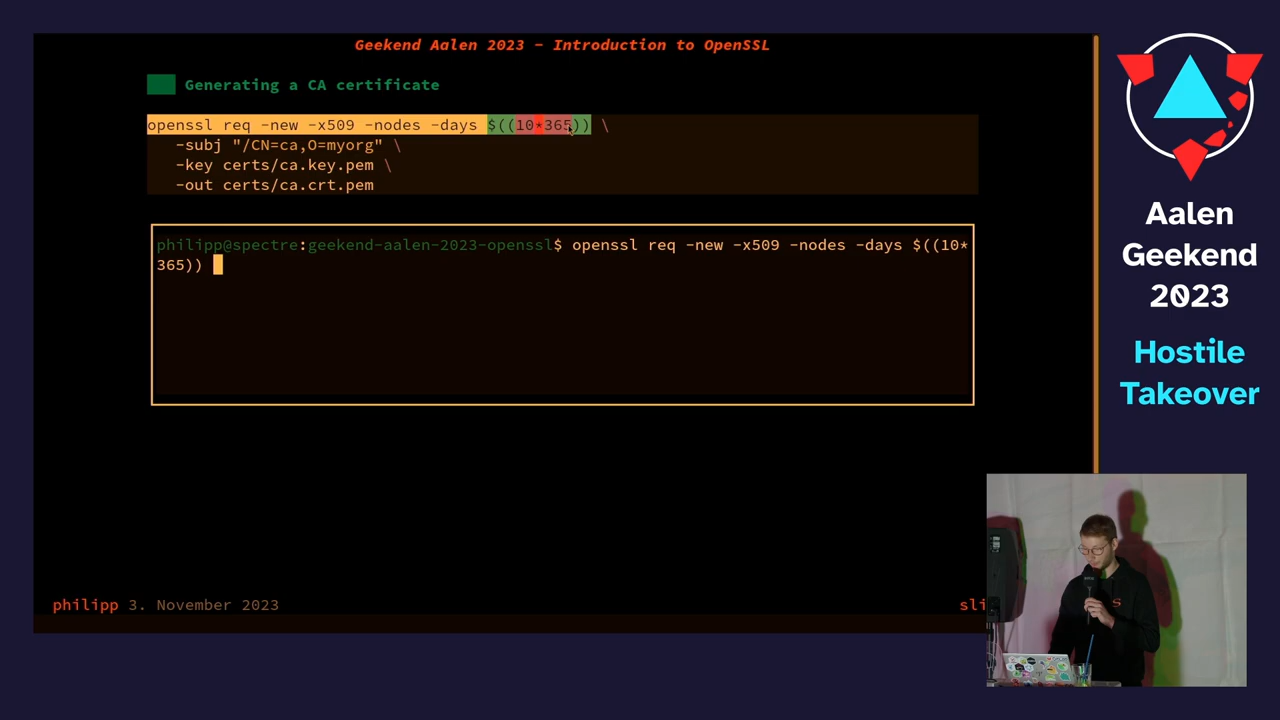 Geekend Aalen 2023 - Introduction to OpenSSL
Generating a CA certificate
openssl req -new -x509 -nodes -days $((10*365)) \
-subj "/CN=ca,O=myorg" \
-key certs/ca.key.pem \
-out certs/ca.crt.pem
philipp@spectre:geekend-aalen-2023-openssl$ openssl req -new -x509 -nodes -days $((10*
365))
philipp 3. November 2023
sli
Aalen
Geekend
2023
Hostile
Takeover